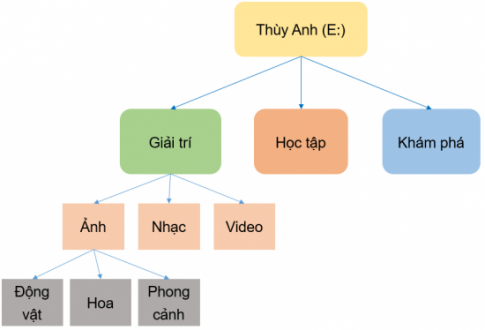 Thùy Anh (E:)
Giải trí
Học tập
Khám phá
Ảnh
Nhạc
Video
Động
vật
Hoa
Phong
cảnh